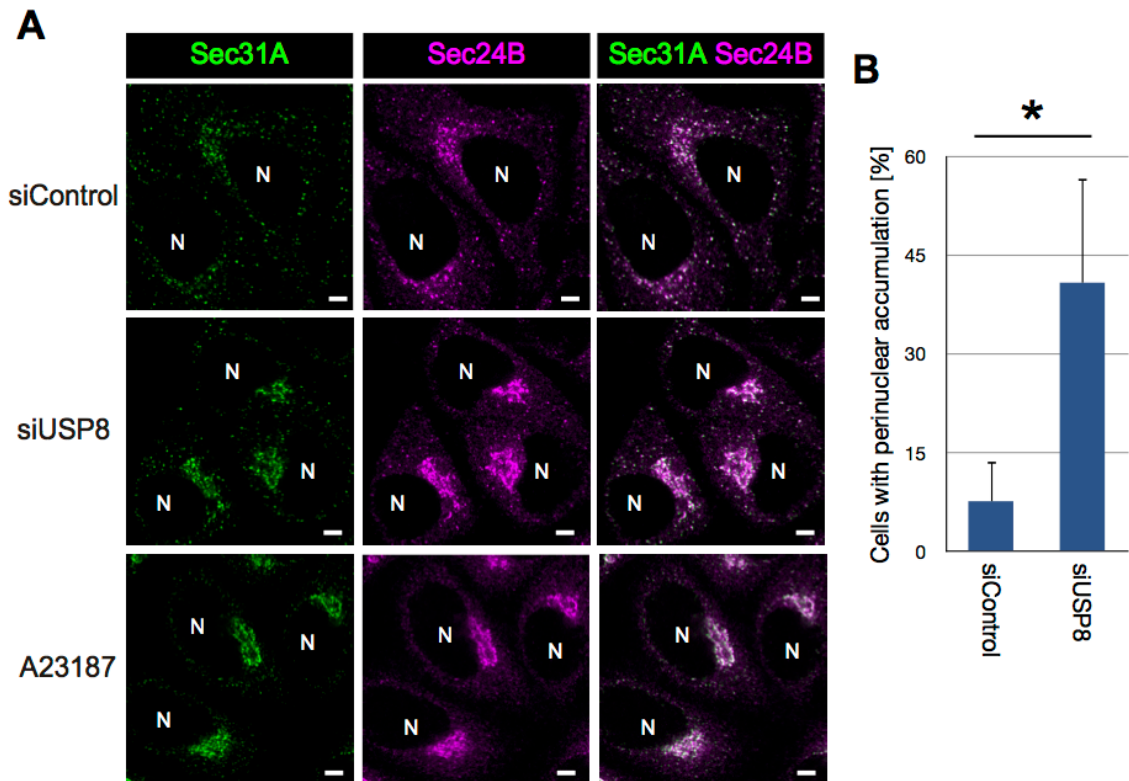 A
Sec31A Sec24B Sec31A Sec24B
siControl
N N N
N N N
siUSP8
N N N
N N N
N N N
A23187
N N N N N N
N N N
B
*
Cells with perinuclear accumulation [%]
60
45
30
15
0
siControl siUSP8